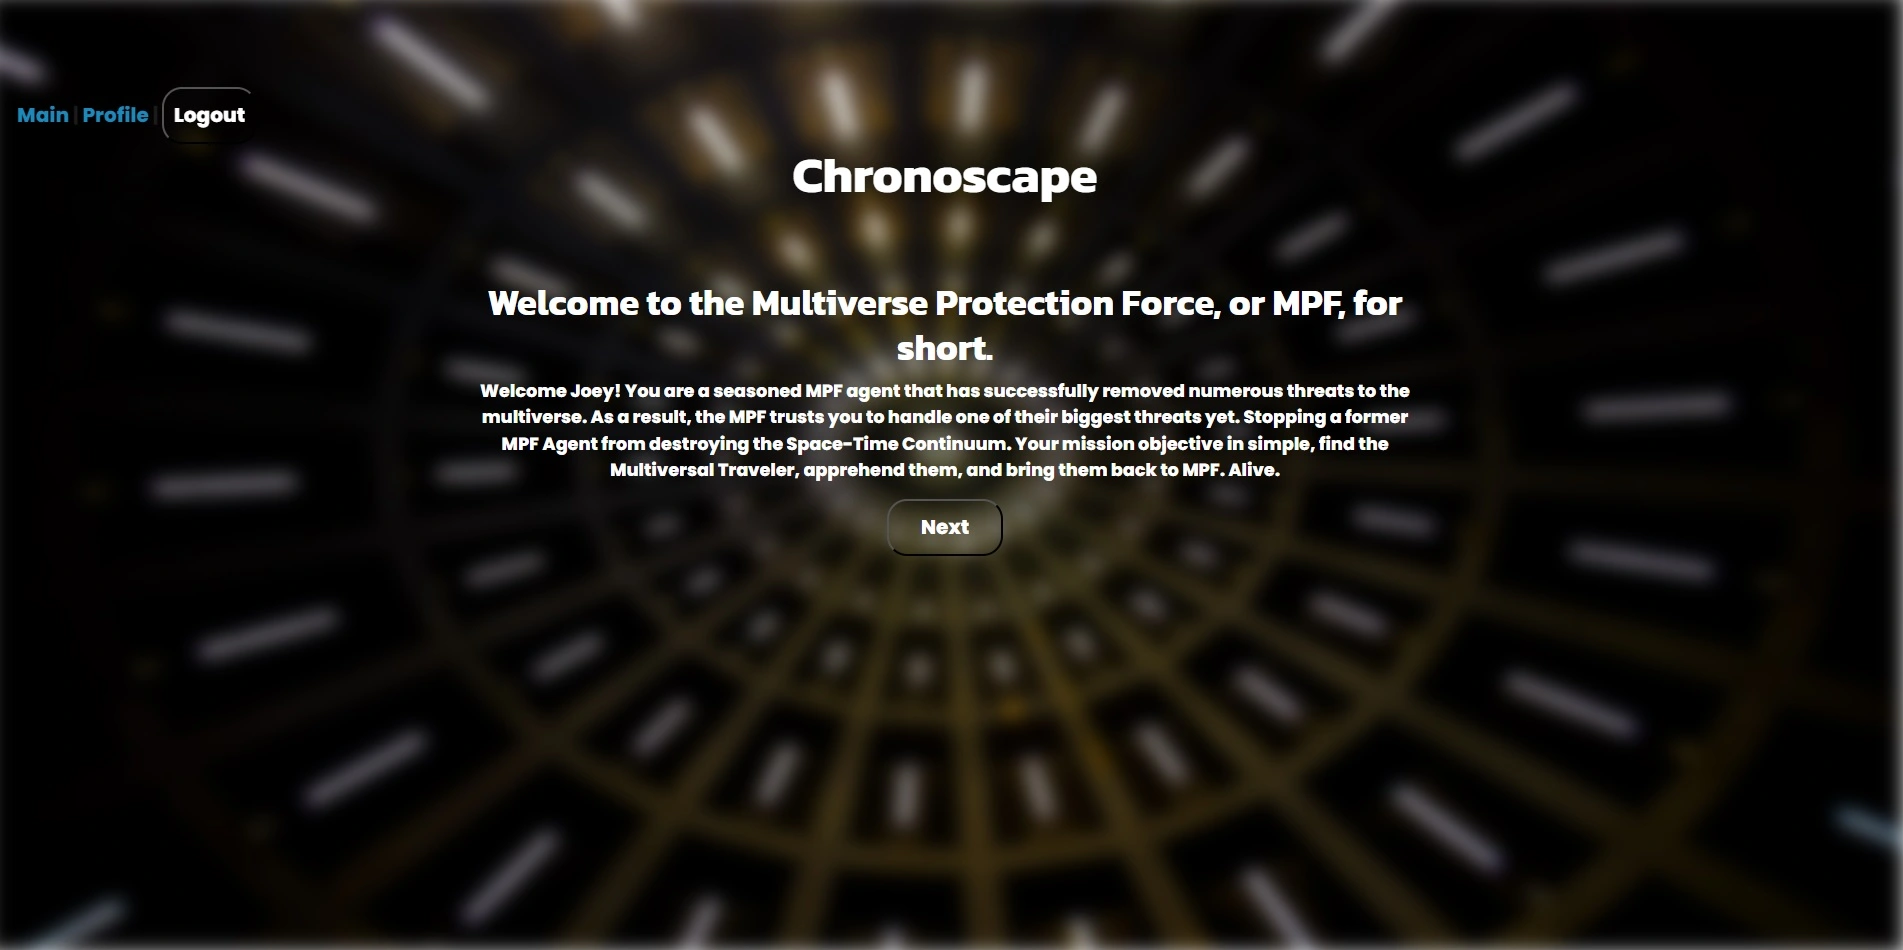 Main | Profile | Logout
Chronoscape
Welcome to the Multiverse Protection Force, or MPF, for
short.
Welcome Joey! You are a seasoned MPF agent that has successfully removed numerous threats to the
multiverse. As a result, the MPF trusts you to handle one of their biggest threats yet. Stopping a former
MPF Agent from destroying the Space-Time Continuum. Your mission objective in simple, find the
Multiversal Traveler, apprehend them, and bring them back to MPF. Alive.
Next